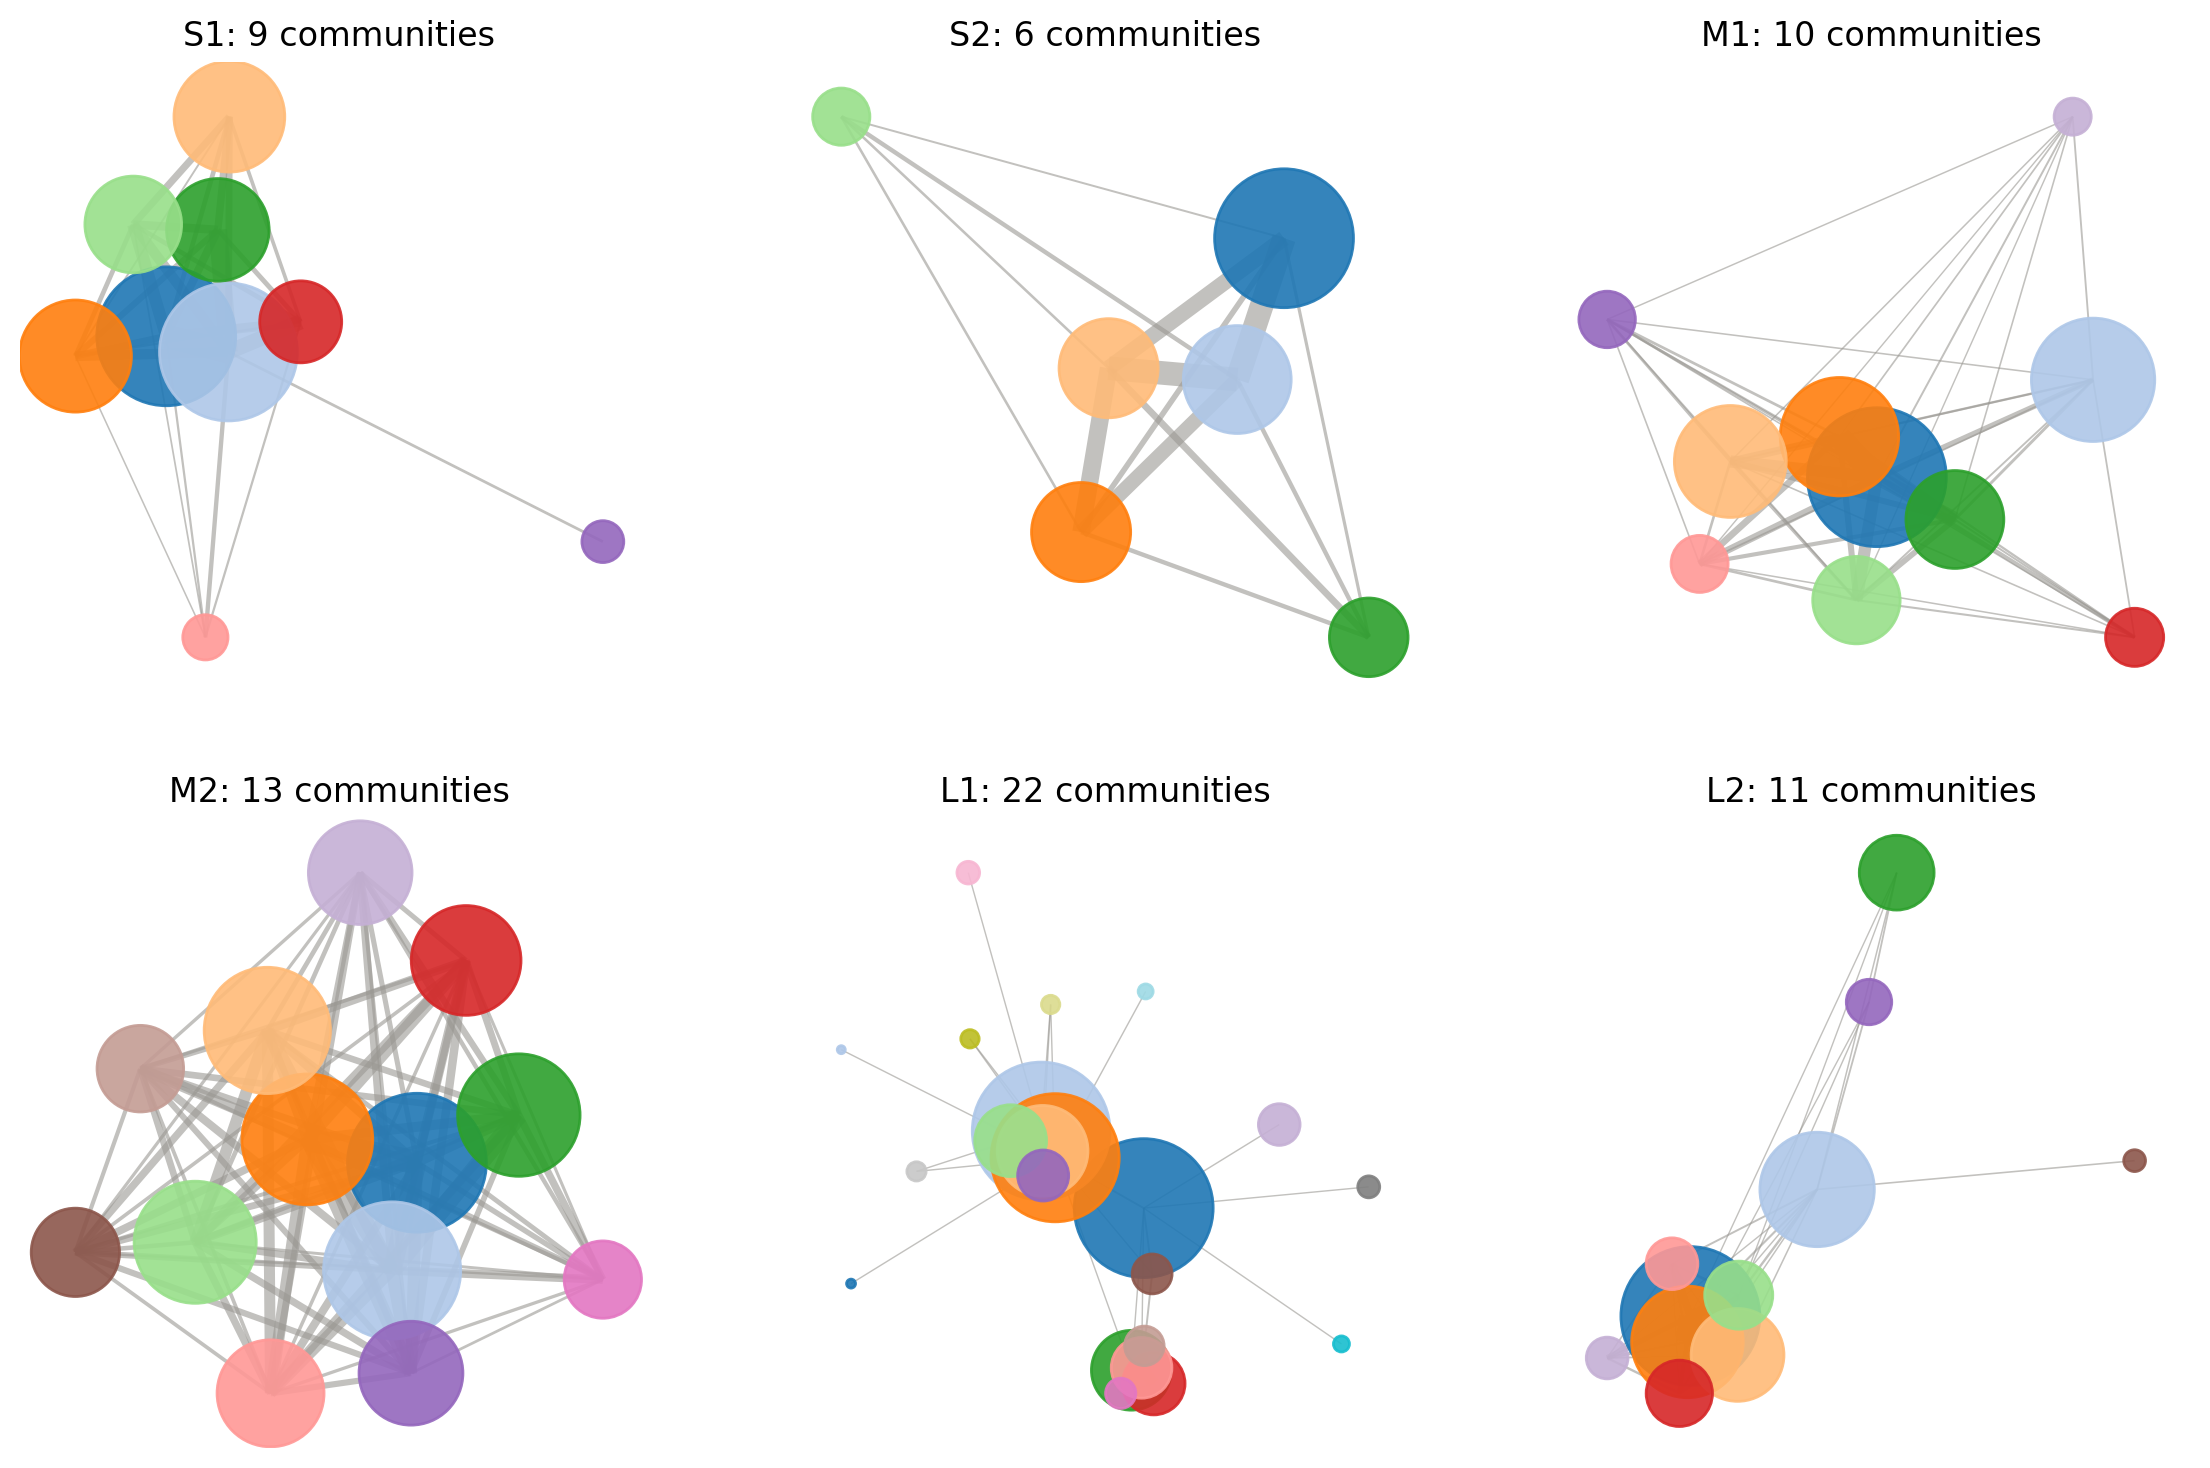 S1: 9 communities
S2: 6 communities
M1: 10 communities
M2: 13 communities
L1: 22 communities
L2: 11 communities